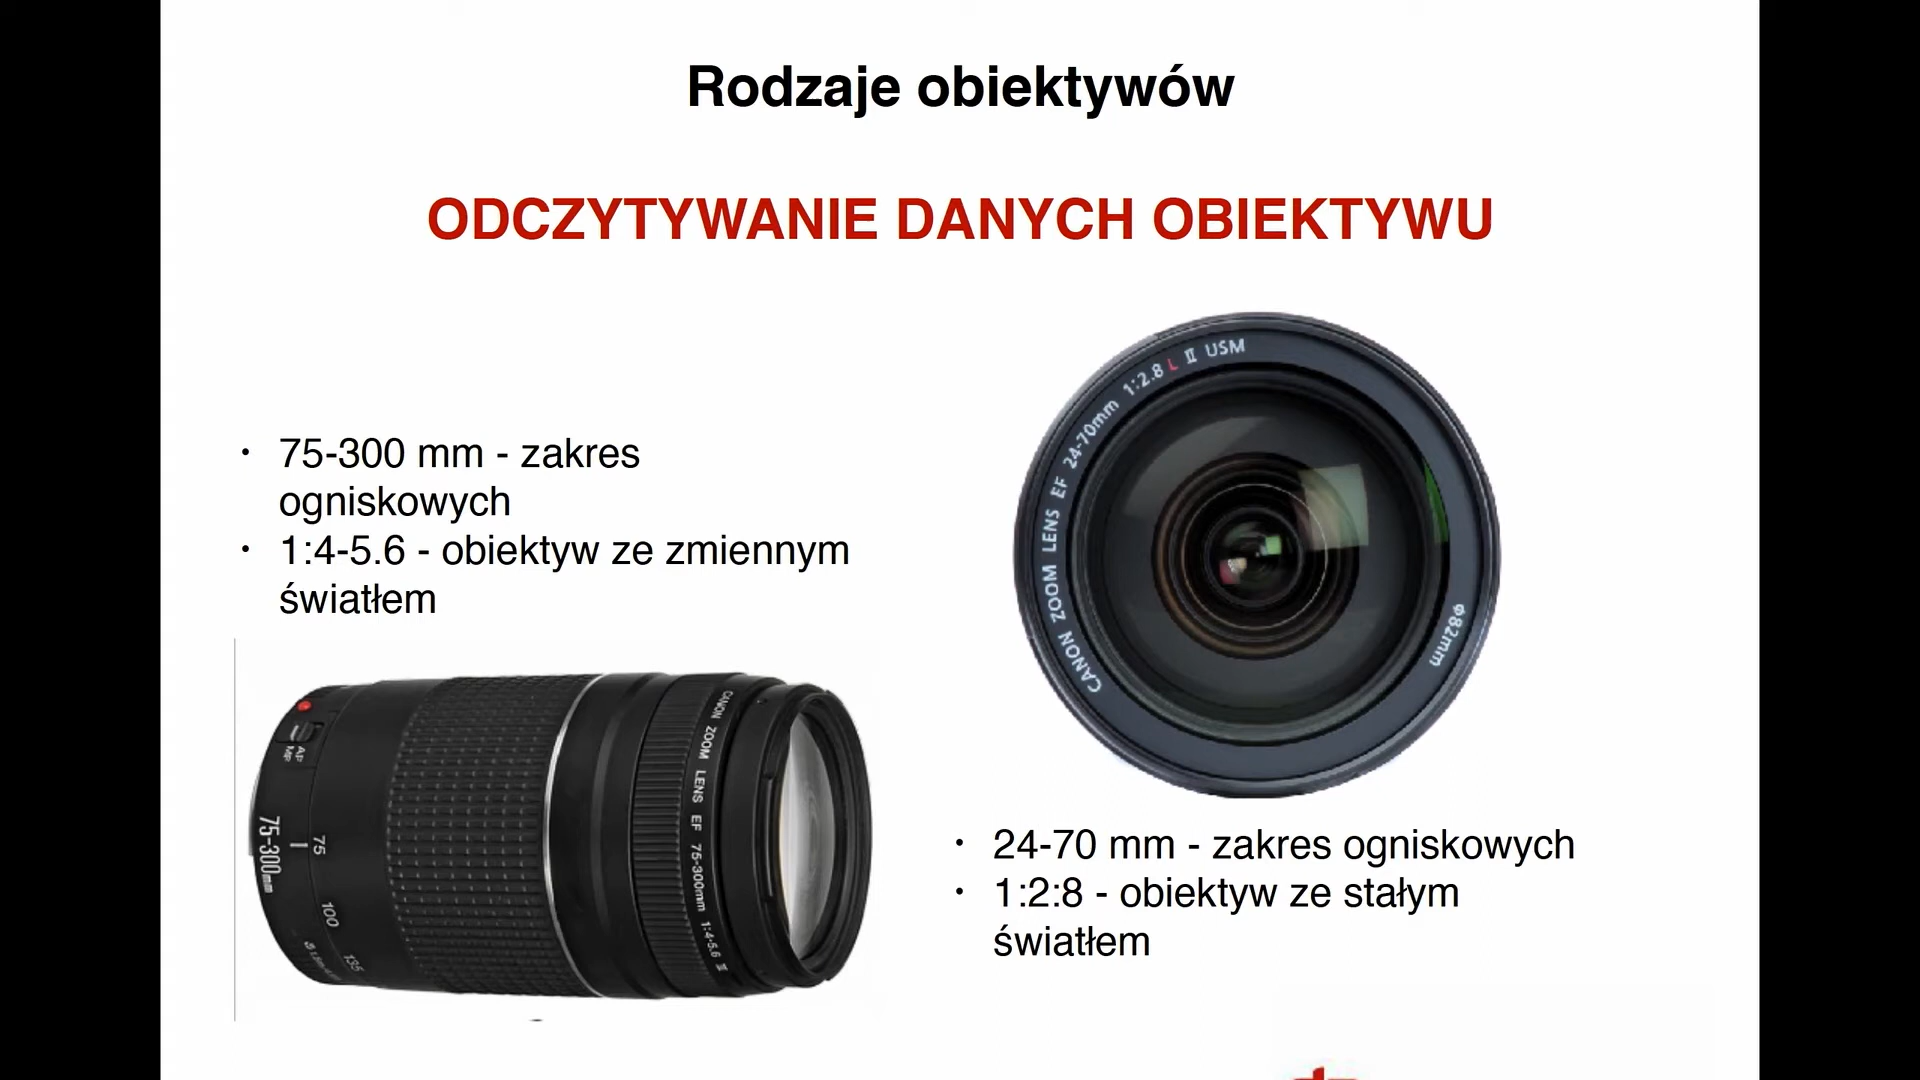 Rodzaje obiektywów
ODCZYTYWANIE DANYCH OBIEKTYWU
• 75-300 mm - zakres
ogniskowych
• 1:4-5.6 - obiektyw ze zmiennym
światłem
CANON ZOOM LENS EF 75-300mm 1:4-5.6 III
AF
MF
75-300mm
75
100
135
CANON ZOOM LENS EF 24-70mm 1:2.8 L II USM
φ82mm
• 24-70 mm - zakres ogniskowych
• 1:2:8 - obiektyw ze stałym
światłem